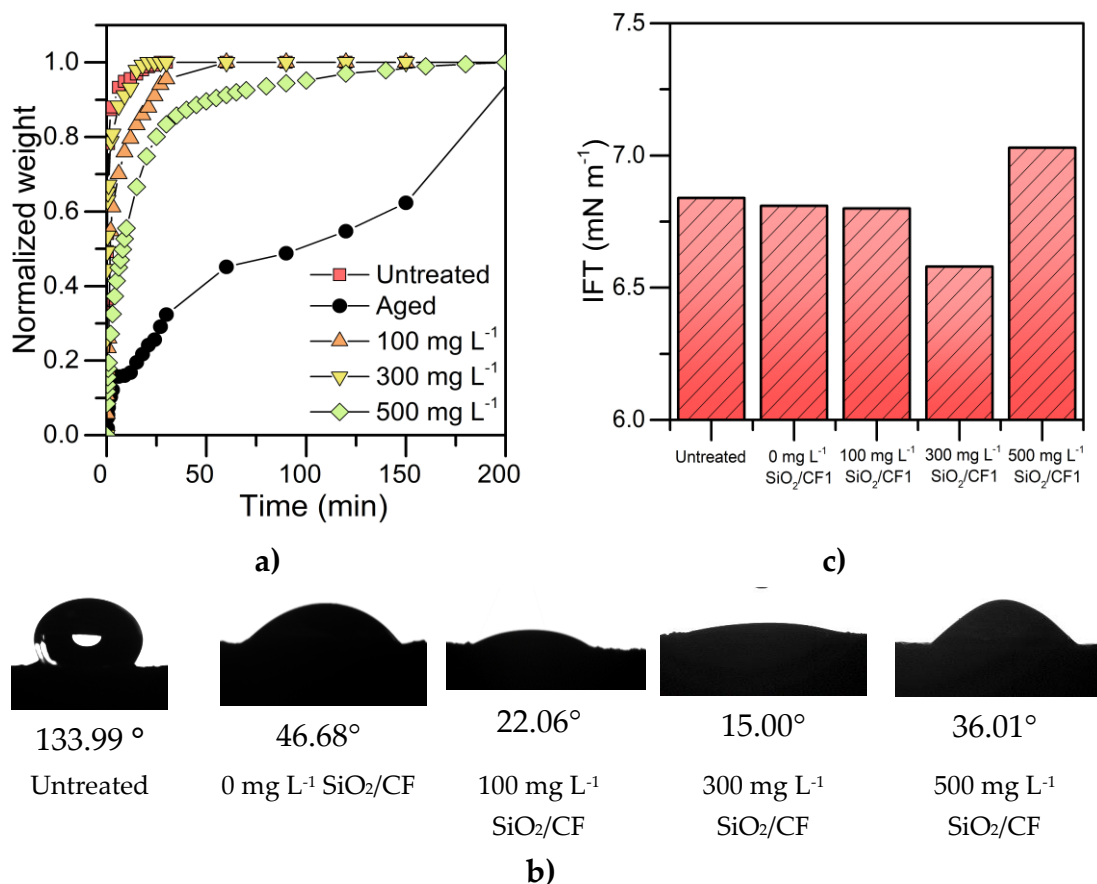 1.0
0.8
0.6
0.4
0.2
0.0
Normalized weight
0 50 100 150 200
Time (min)
Untreated
Aged
100 mg L⁻¹
300 mg L⁻¹
500 mg L⁻¹
a)
7.5
7.0
6.5
6.0
IFT (mN m⁻¹)
Untreated
0 mg L⁻¹
SiO₂/CF1
100 mg L⁻¹
SiO₂/CF1
300 mg L⁻¹
SiO₂/CF1
500 mg L⁻¹
SiO₂/CF1
c)
133.99 °
Untreated
46.68°
0 mg L⁻¹ SiO₂/CF
22.06°
100 mg L⁻¹
SiO₂/CF
15.00°
300 mg L⁻¹
SiO₂/CF
36.01°
500 mg L⁻¹
SiO₂/CF
b)